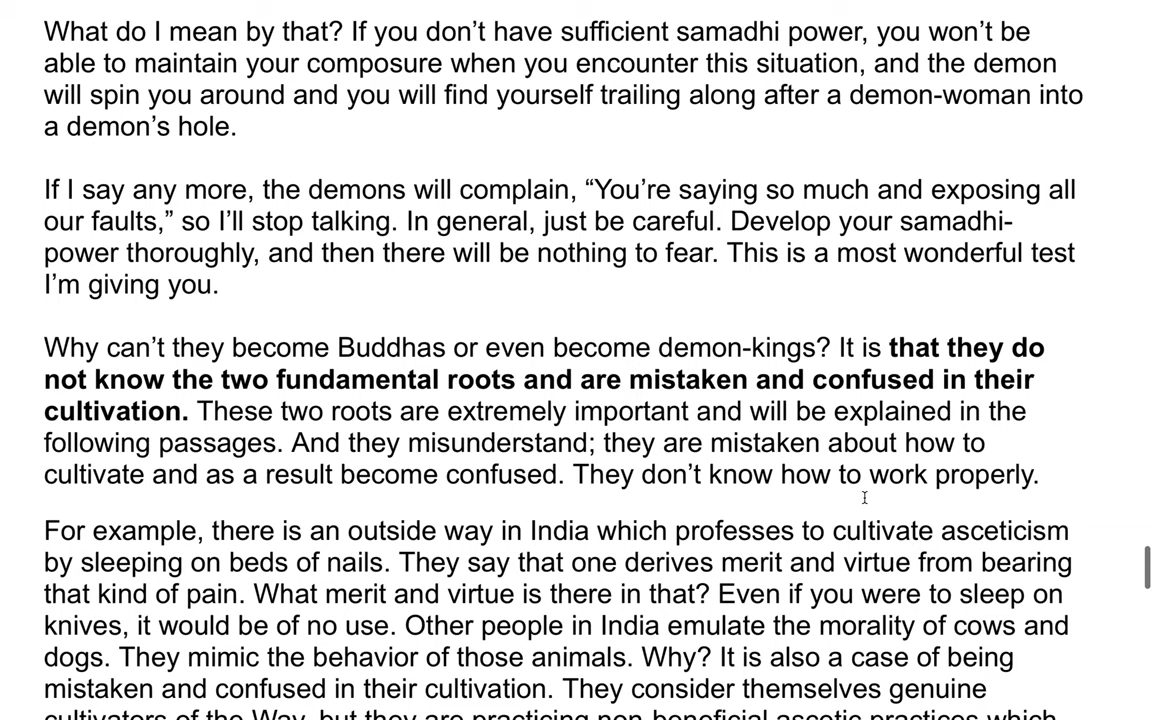 What do I mean by that? If you don’t have sufficient samadhi power, you won’t be
able to maintain your composure when you encounter this situation, and the demon
will spin you around and you will find yourself trailing along after a demon-woman into
a demon’s hole.
If I say any more, the demons will complain, “You’re saying so much and exposing all
our faults,” so I’ll stop talking. In general, just be careful. Develop your samadhi-
power thoroughly, and then there will be nothing to fear. This is a most wonderful test
I’m giving you.
Why can’t they become Buddhas or even become demon-kings? It is that they do
not know the two fundamental roots and are mistaken and confused in their
cultivation. These two roots are extremely important and will be explained in the
following passages. And they misunderstand; they are mistaken about how to
cultivate and as a result become confused. They don’t know how to work properly.
For example, there is an outside way in India which professes to cultivate asceticism
by sleeping on beds of nails. They say that one derives merit and virtue from bearing
that kind of pain. What merit and virtue is there in that? Even if you were to sleep on
knives, it would be of no use. Other people in India emulate the morality of cows and
dogs. They mimic the behavior of those animals. Why? It is also a case of being
mistaken and confused in their cultivation. They consider themselves genuine
cultivators of the Way, but they are practicing non-beneficial ascetic practices which